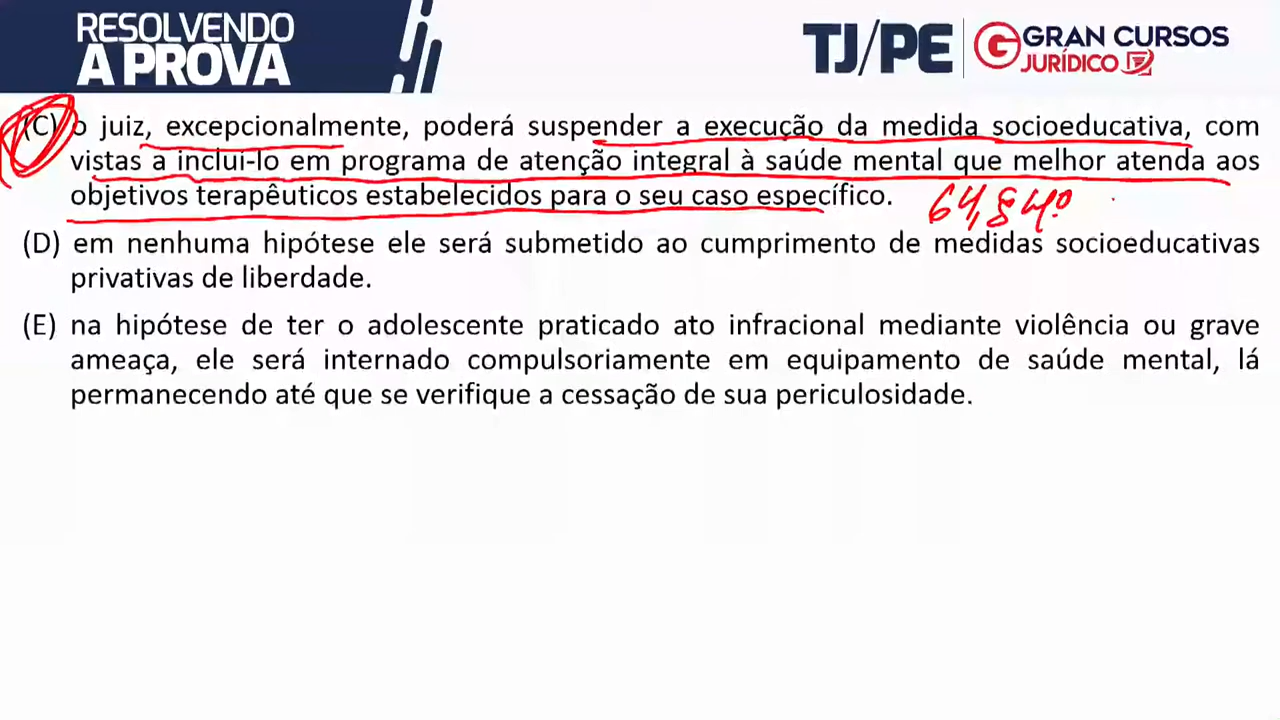 RESOLVENDO
A PROVA
TJ/PE
GRAN CURSOS
JURÍDICO
(C) o juiz, excepcionalmente, poderá suspender a execução da medida socioeducativa, com
vistas a incluí-lo em programa de atenção integral à saúde mental que melhor atenda aos
objetivos terapêuticos estabelecidos para o seu caso específico.
64, § 4º
(D) em nenhuma hipótese ele será submetido ao cumprimento de medidas socioeducativas
privativas de liberdade.
(E) na hipótese de ter o adolescente praticado ato infracional mediante violência ou grave
ameaça, ele será internado compulsoriamente em equipamento de saúde mental, lá
permanecendo até que se verifique a cessação de sua periculosidade.